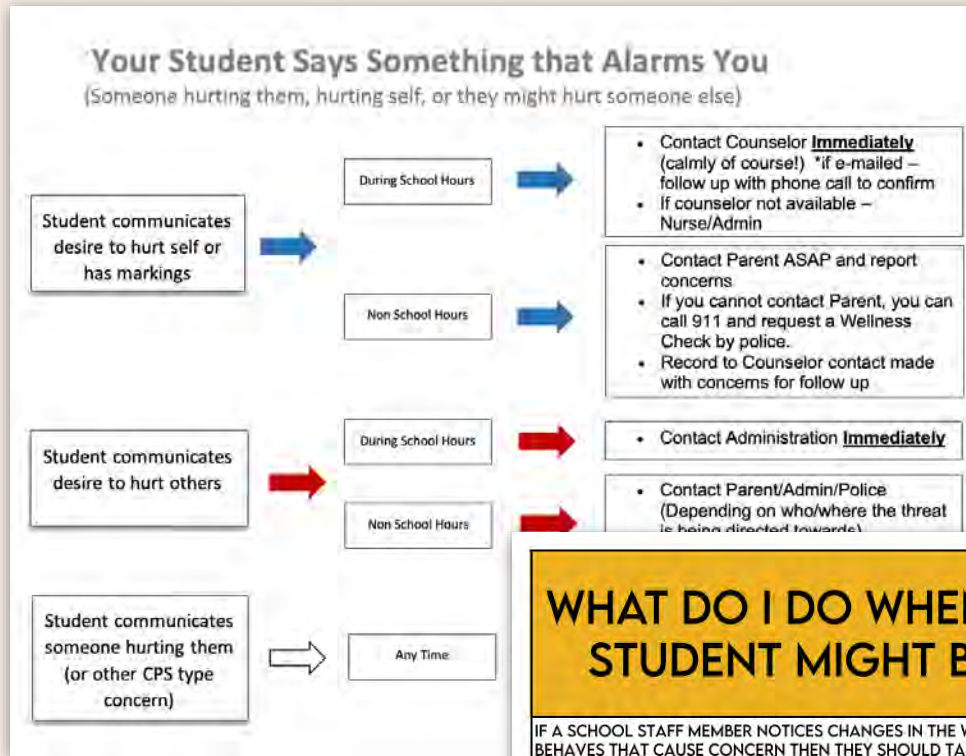 Your Student Says Something that Alarms You
(Someone hurting them, hurting self, or they might hurt someone else)
Student communicates
desire to hurt self or
has markings
During School Hours
• Contact Counselor Immediately
(calmly of course!) *if e-mailed –
follow up with phone call to confirm
• If counselor not available –
Nurse/Admin
Non School Hours
• Contact Parent ASAP and report
concerns
• If you cannot contact Parent, you can
call 911 and request a Wellness
Check by police.
• Record to Counselor contact made
with concerns for follow up
Student communicates
desire to hurt others
During School Hours
• Contact Administration Immediately
Non School Hours
• Contact Parent/Admin/Police
(Depending on who/where the threat
is being directed towards)
Student communicates
someone hurting them
(or other CPS type
concern)
Any Time
WHAT DO I DO WHE
STUDENT MIGHT B
IF A SCHOOL STAFF MEMBER NOTICES CHANGES IN THE
BEHAVES THAT CAUSE CONCERN THEN THEY SHOULD TA